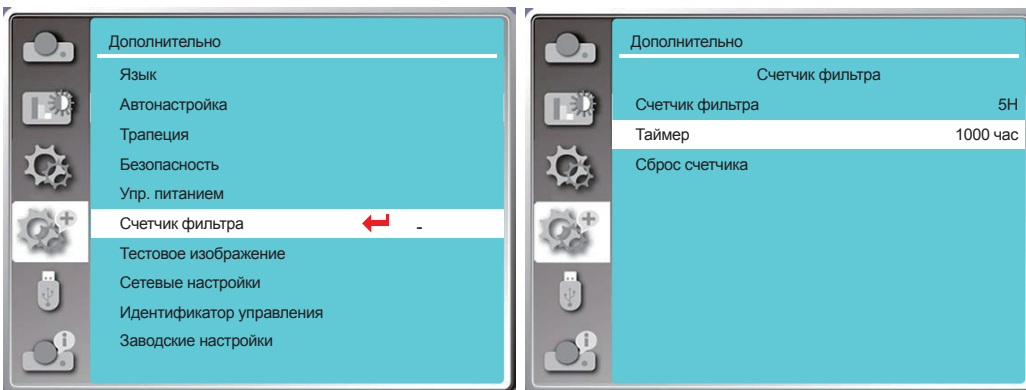 Дополнительно
Язык
Автонастройка
Трапеция
Безопасность
Упр. питанием
Счетчик фильтра -
Тестовое изображение
Сетевые настройки
Идентификатор управления
Заводские настройки
Дополнительно
Счетчик фильтра
Счетчик фильтра 5H
Таймер 1000 час
Сброс счетчика